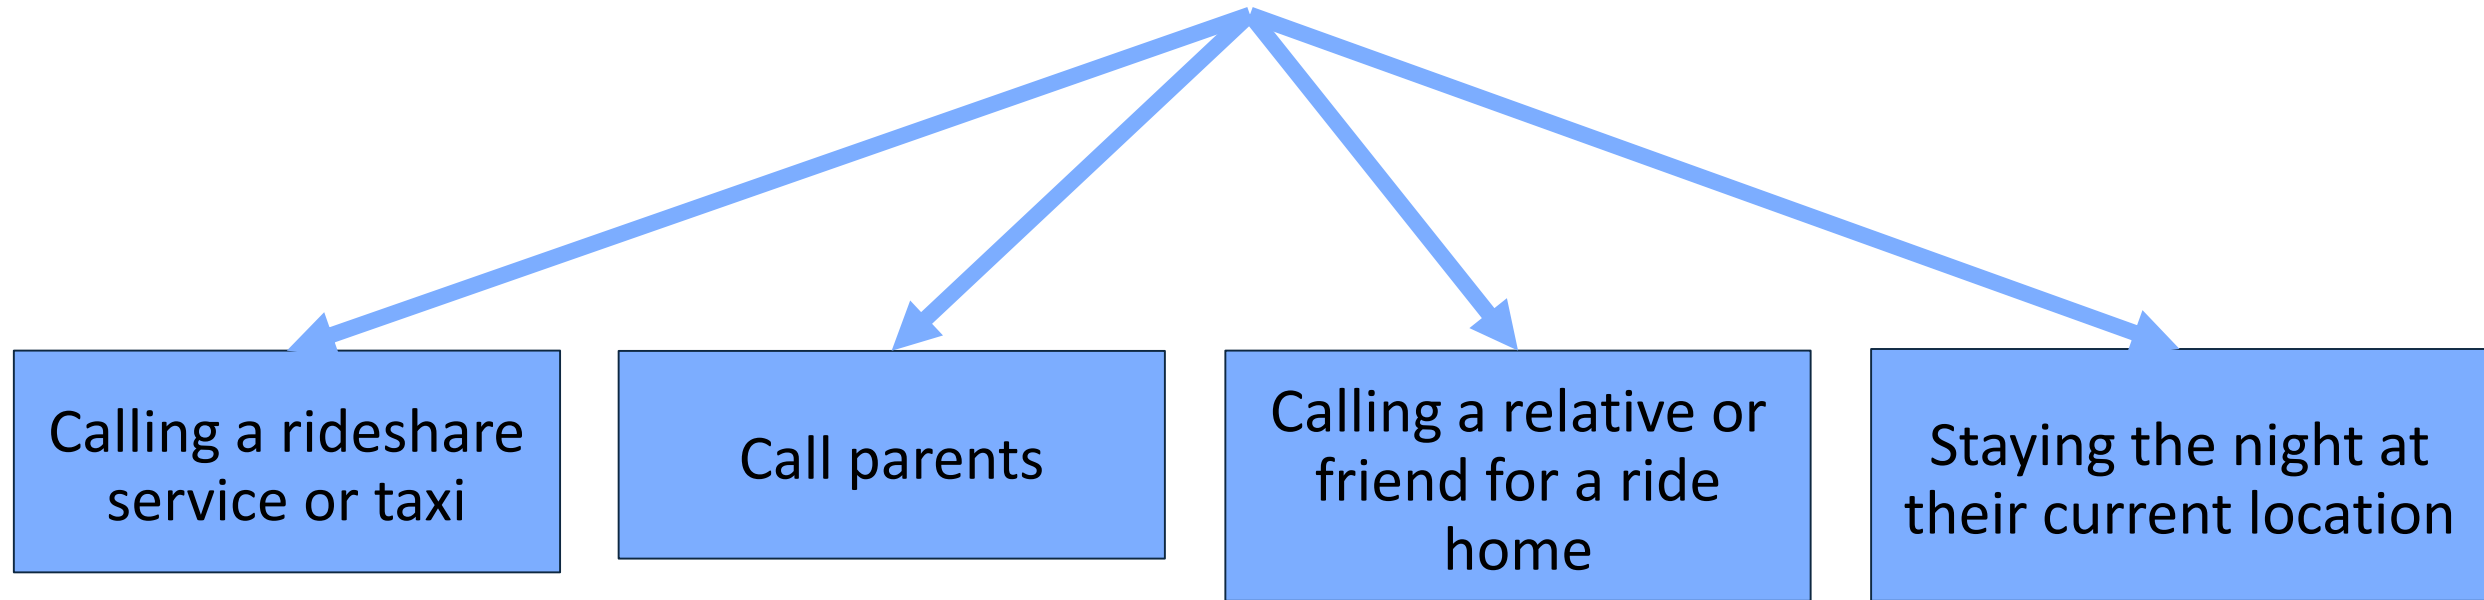 Calling a rideshare
service or taxi
Call parents
Calling a relative or
friend for a ride
home
Staying the night at
their current location